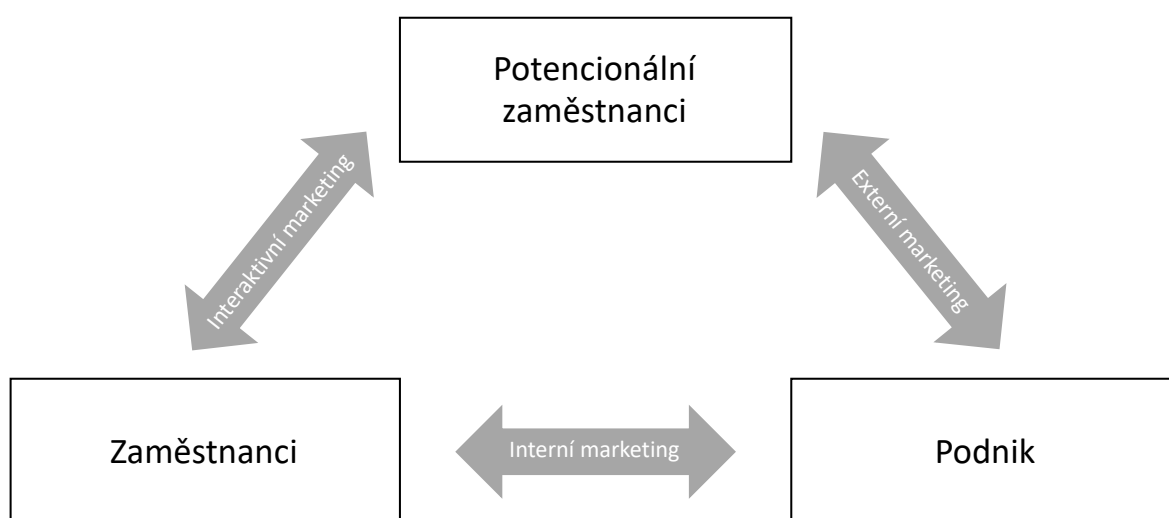 Potencionální
zaměstnanci
Interaktivní marketing
Externí marketing
Zaměstnanci
Interní marketing
Podnik